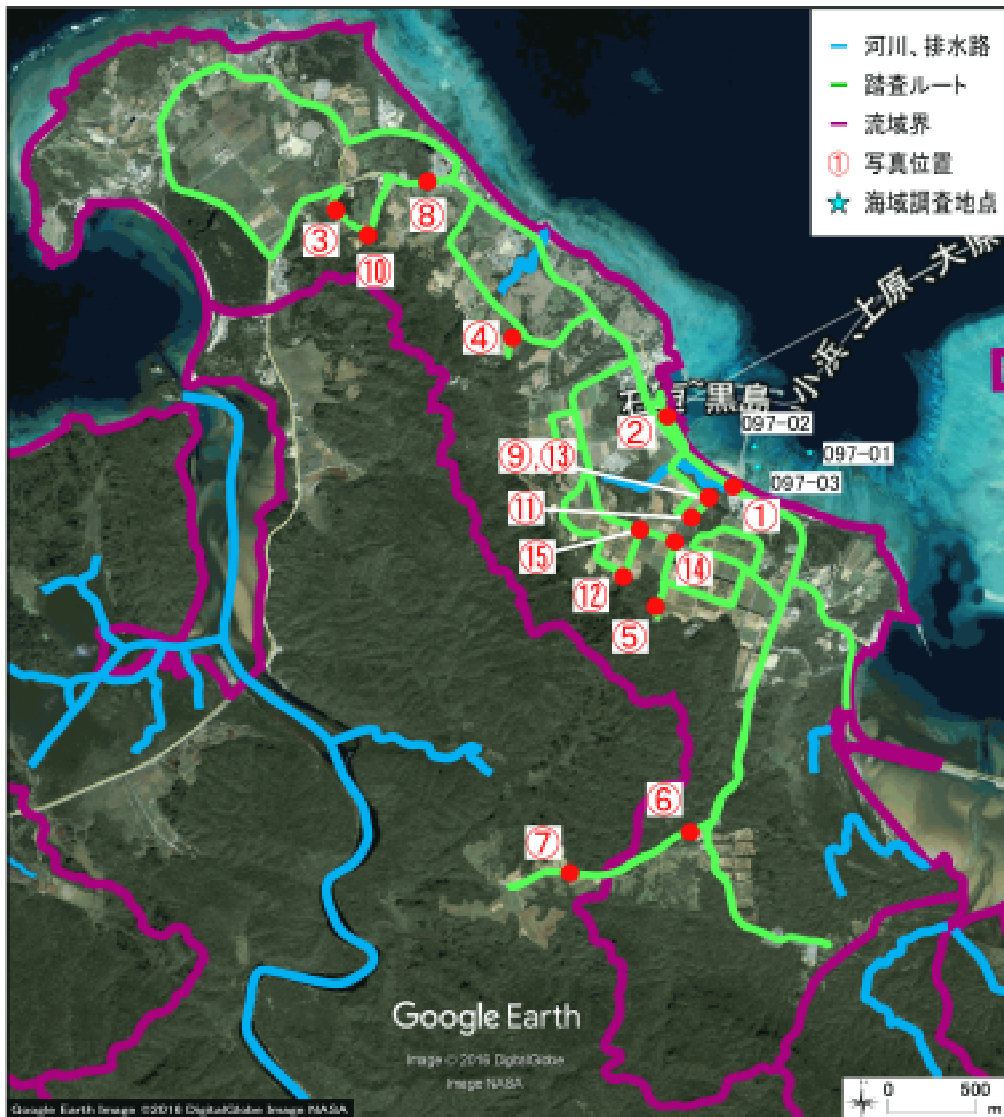 河川、排水路
踏査ルート
流域界
① 写真位置
海域調査地点
⑧
③
⑩
④
小浜、上原、大原
黒島
②
097-02
097-01
⑨,⑬
097-03
①
⑪
⑮
⑭
⑫
⑤
⑥
⑦
Google Earth
Image © 2016 DigitalGlobe
Image NASA
0 500
m
Google Earth Image ©2016 DigitalGlobe Image NASA